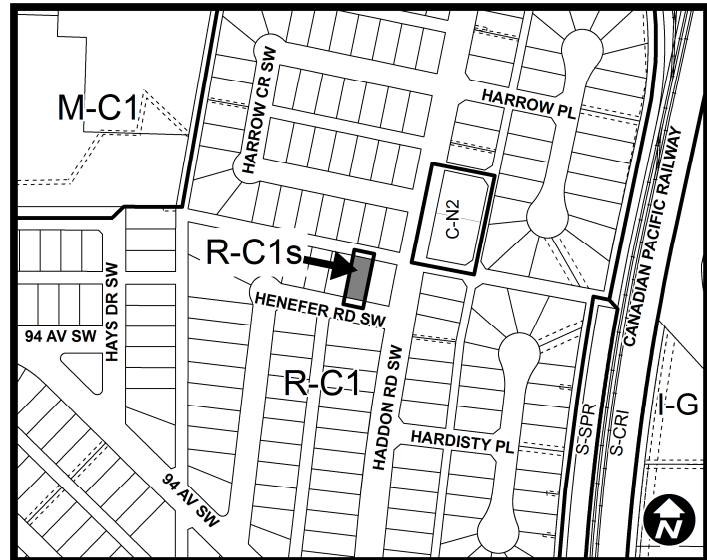 M-C1
HARROW CR SW
HARROW PL
CANADIAN PACIFIC RAILWAY
C-N2
R-C1s
HENEFER RD SW
HAYS DR SW
94 AV SW
R-C1
HADDON RD SW
I-G
S-SPR
S-CRI
HARDISTY PL
94 AV SW
N